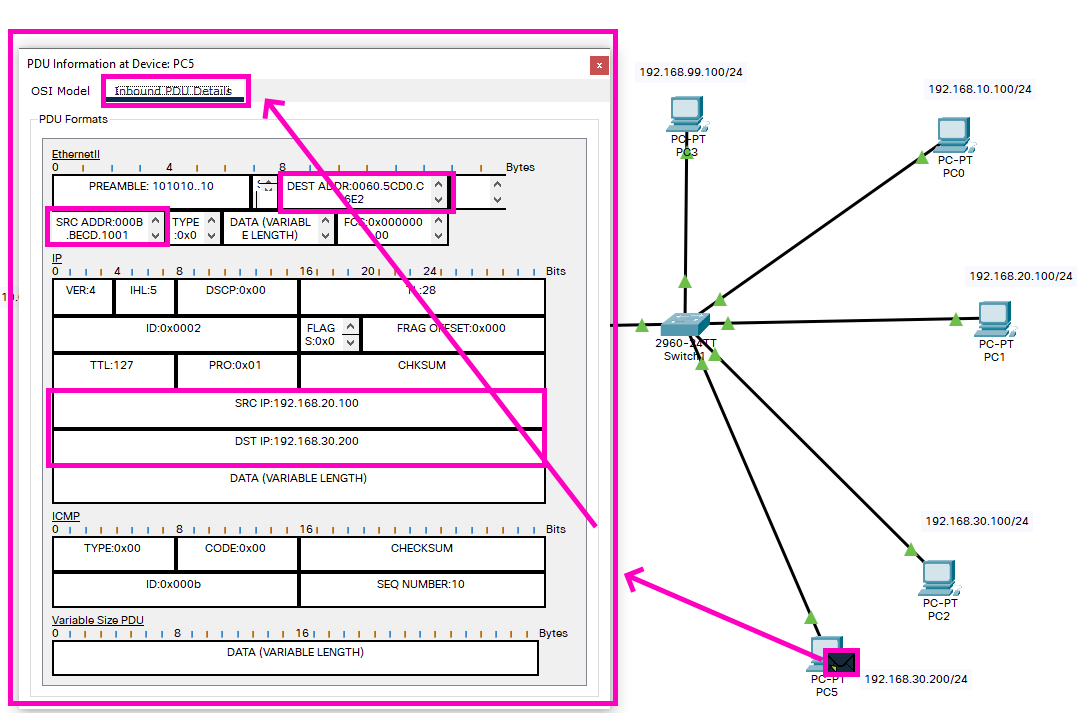 PDU Information at Device: PC5
x
OSI Model
Inbound PDU Details
PDU Formats
EthernetII
0 4 8 Bytes
PREAMBLE: 101010..10
DEST ADDR:0060.5CD0.C
6E2
SRC ADDR:000B
.BECD.1001
TYPE
:0x0
DATA (VARIABL
E LENGTH)
FCS:0x000000
00
IP
0 4 8 16 20 24 Bits
VER:4
IHL:5
DSCP:0x00
TL:28
ID:0x0002
FLAG
S:0x0
FRAG OFFSET:0x000
TTL:127
PRO:0x01
CHKSUM
SRC IP:192.168.20.100
DST IP:192.168.30.200
DATA (VARIABLE LENGTH)
ICMP
0 8 16 Bits
TYPE:0x00
CODE:0x00
CHECKSUM
ID:0x000b
SEQ NUMBER:10
Variable Size PDU
0 8 16 Bytes
DATA (VARIABLE LENGTH)
192.168.99.100/24
PC-PT
PC3
192.168.10.100/24
PC-PT
PC0
192.168.20.100/24
PC-PT
PC1
2960-24TT
Switch1
192.168.30.100/24
PC-PT
PC2
PC-PT
PC5
192.168.30.200/24